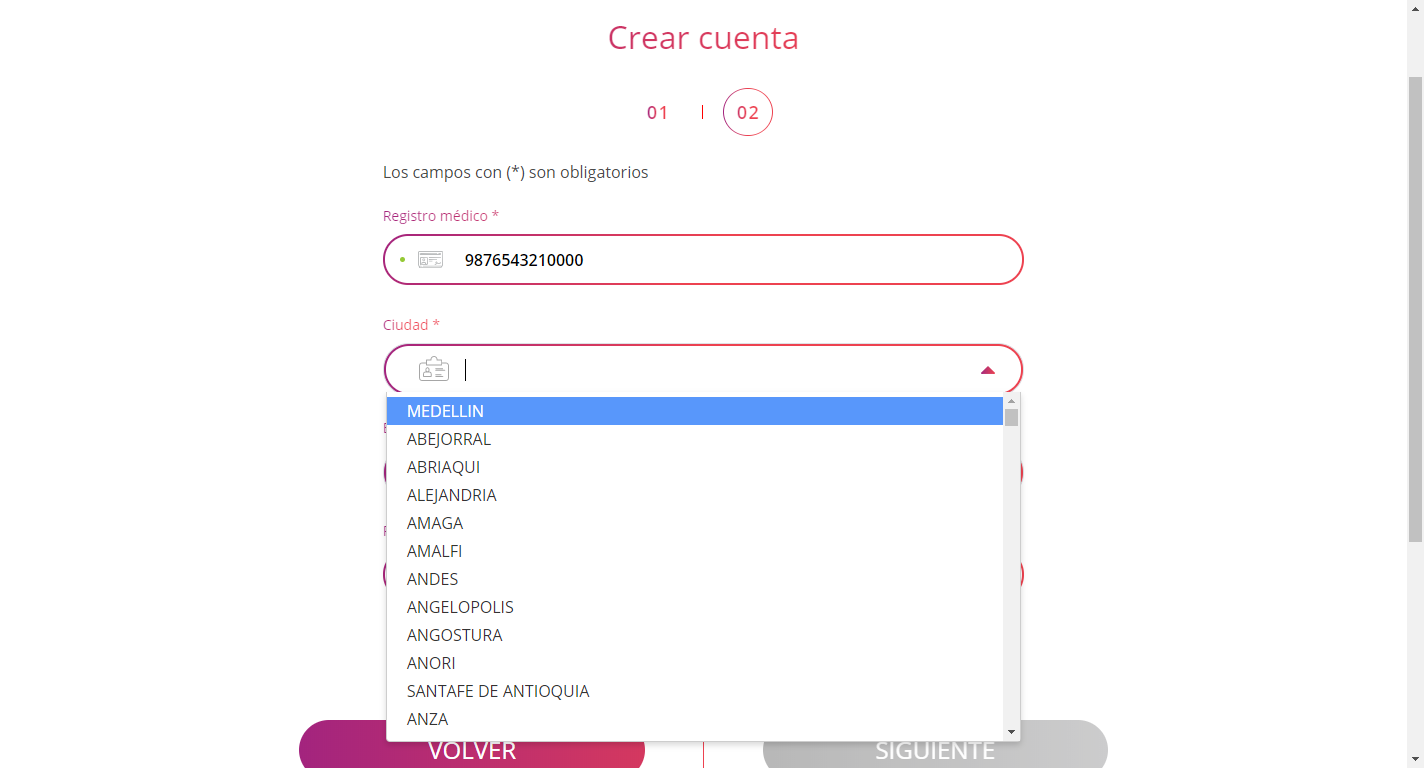 Crear cuenta
01 | 02
Los campos con (*) son obligatorios
Registro médico *
9876543210000
Ciudad *
MEDELLIN
ABEJORRAL
ABRIAQUI
ALEJANDRIA
AMAGA
AMALFI
ANDES
ANGELOPOLIS
ANGOSTURA
ANORI
SANTAFE DE ANTIOQUIA
ANZA
VOLVER
SIGUIENTE